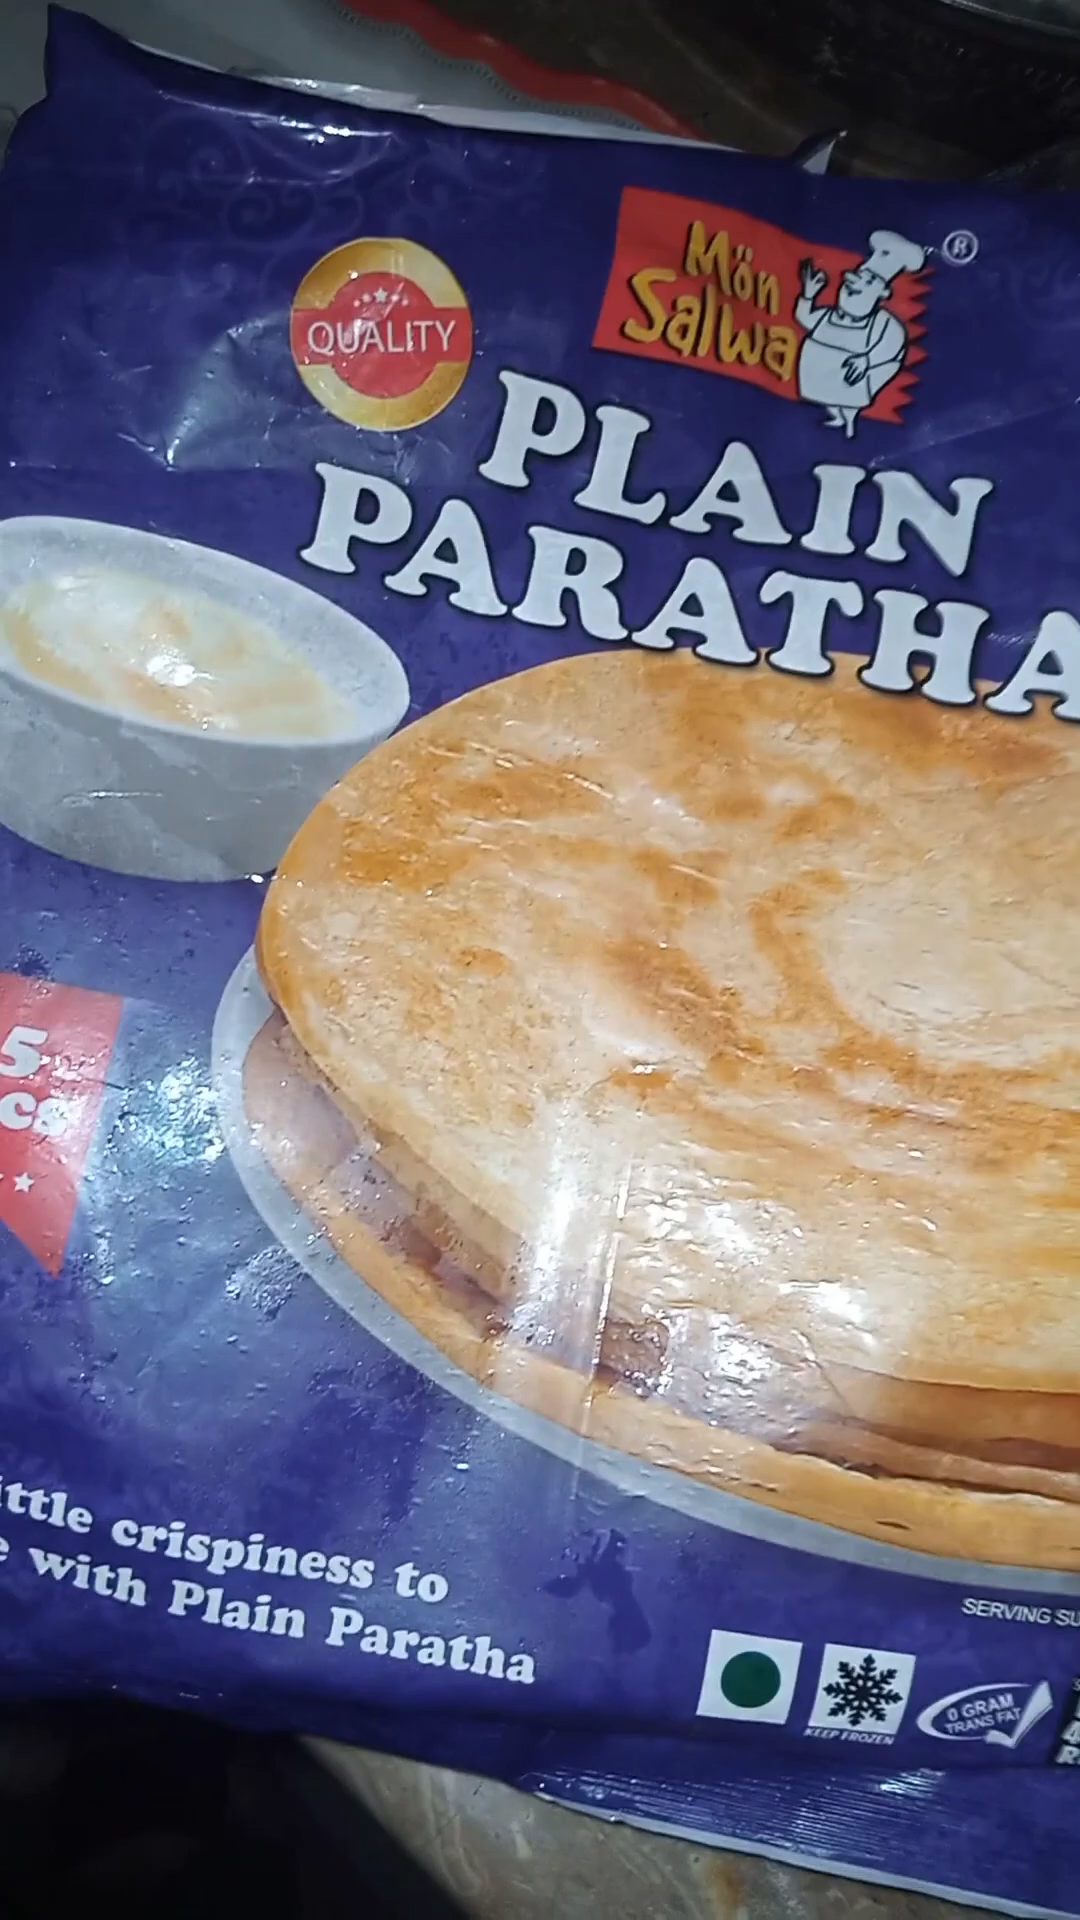 Mön
Salwa
®
QUALITY
PLAIN
PARATHA
5
cs
ittle crispiness to
e with Plain Paratha
SERVING SU
KEEP FROZEN
0 GRAM
TRANS FAT